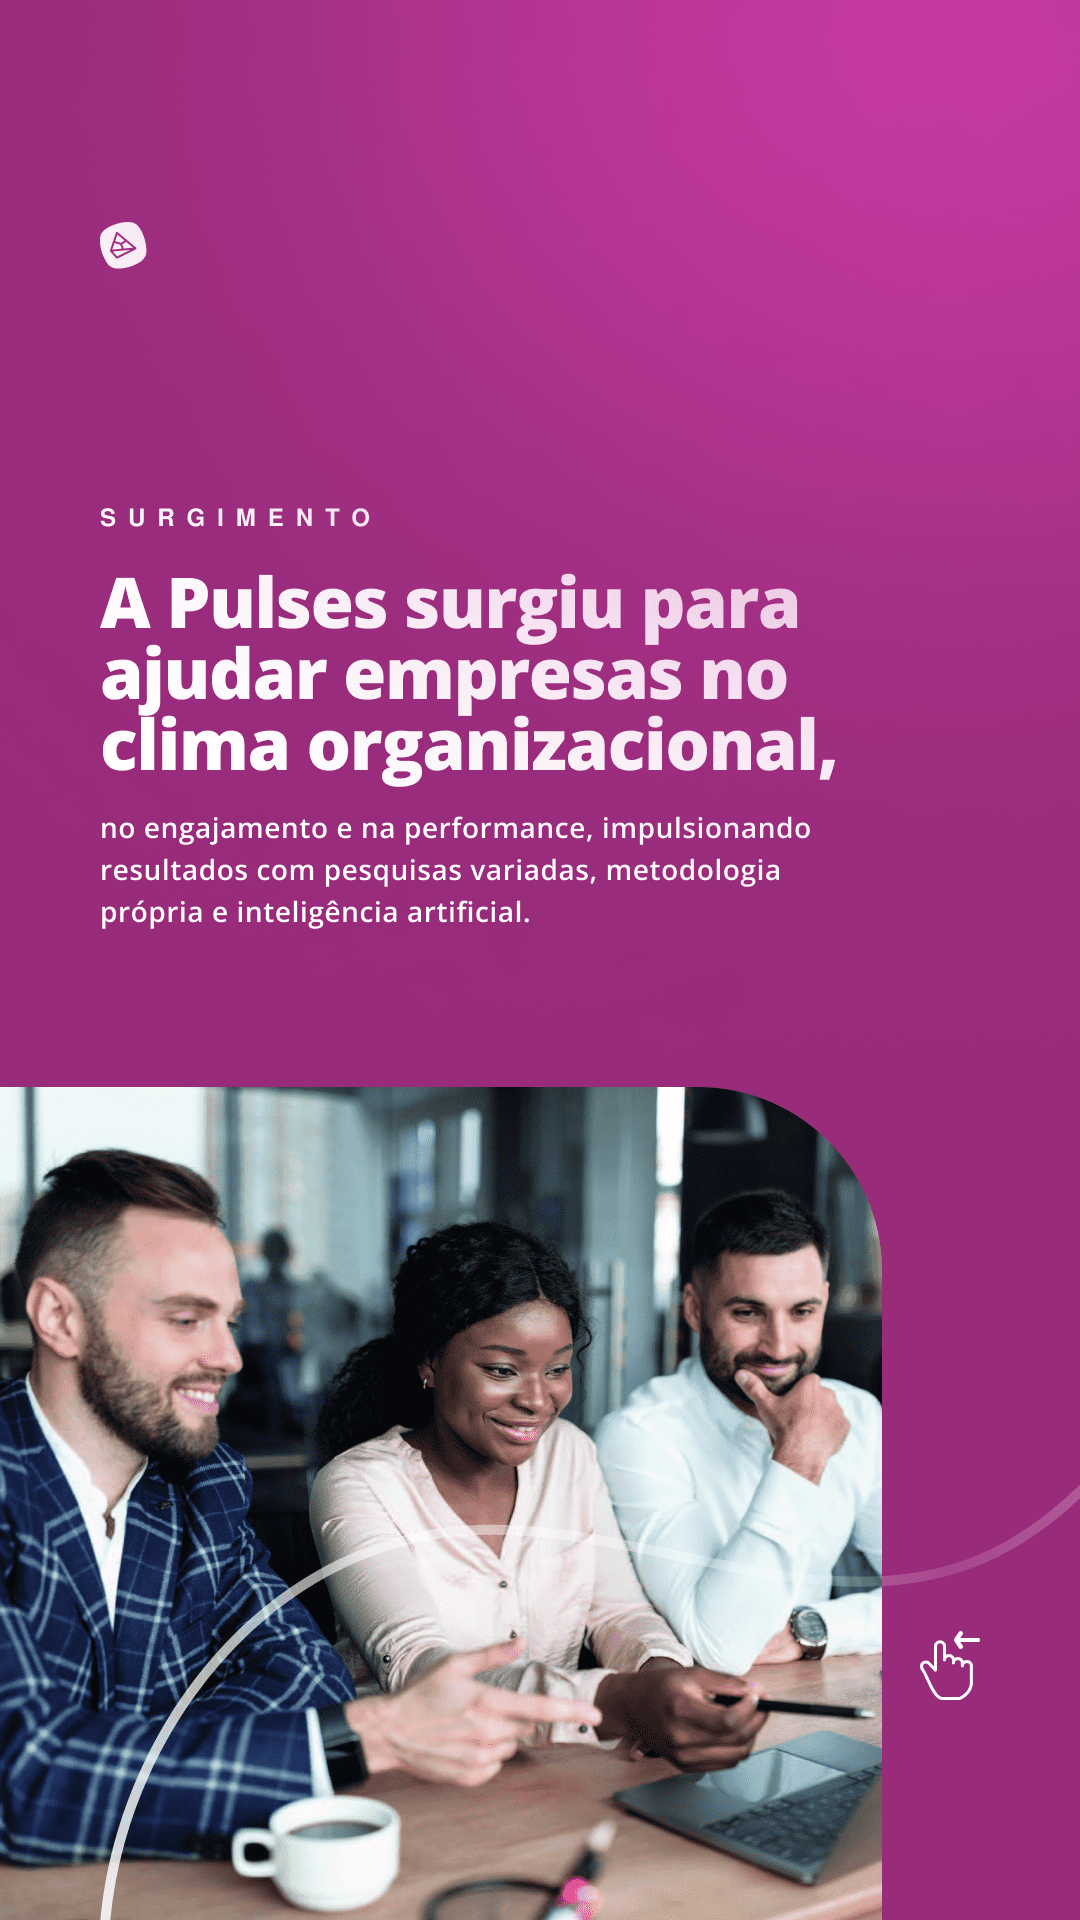 SURGIMENTO
A Pulses surgiu para
ajudar empresas no
clima organizacional,
no engajamento e na performance, impulsionando
resultados com pesquisas variadas, metodologia
própria e inteligência artificial.